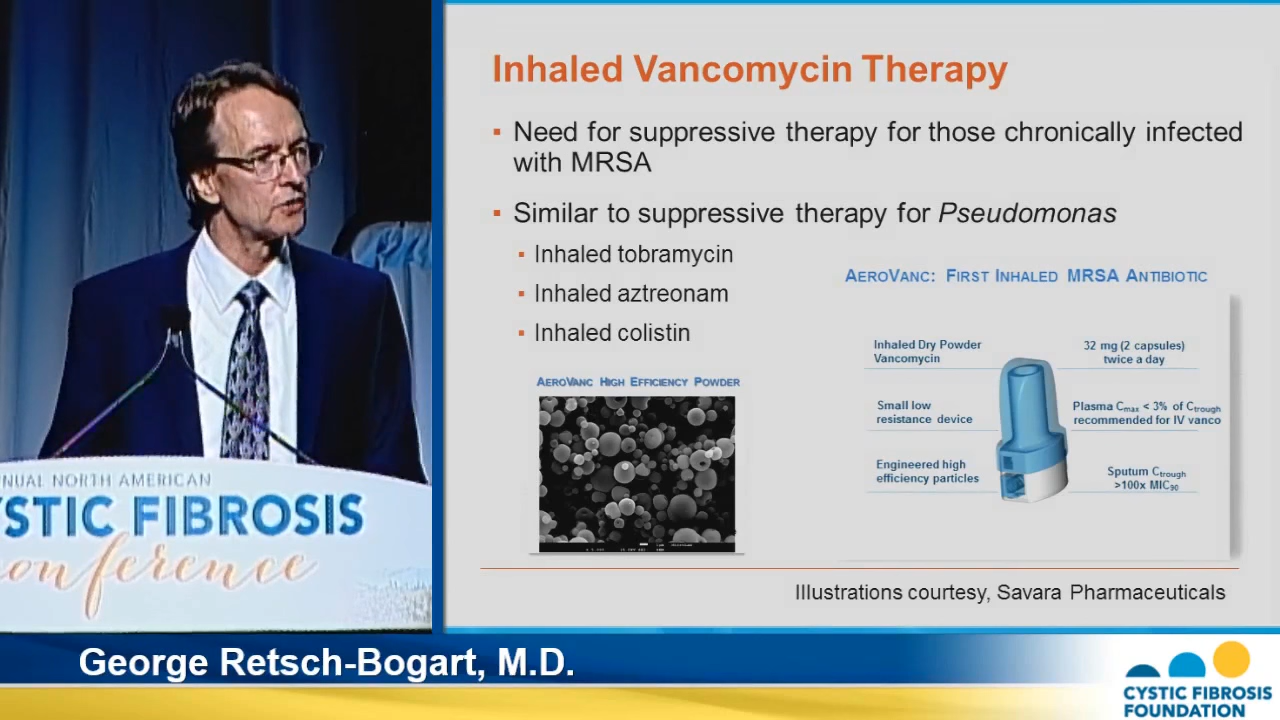 Inhaled Vancomycin Therapy
▪ Need for suppressive therapy for those chronically infected
with MRSA
▪ Similar to suppressive therapy for Pseudomonas
▪ Inhaled tobramycin
▪ Inhaled aztreonam
▪ Inhaled colistin
AEROVANC HIGH EFFICIENCY POWDER
AEROVANC: FIRST INHALED MRSA ANTIBIOTIC
Inhaled Dry Powder
Vancomycin
32 mg (2 capsules)
twice a day
Small low
resistance device
Plasma Cmax < 3% of Ctrough
recommended for IV vanco
Engineered high
efficiency particles
Sputum Ctrough
>100x MIC90
Illustrations courtesy, Savara Pharmaceuticals
NUAL NORTH AMERICAN
YSTIC FIBROSIS
onference
George Retsch-Bogart, M.D.
CYSTIC FIBROSIS
FOUNDATION